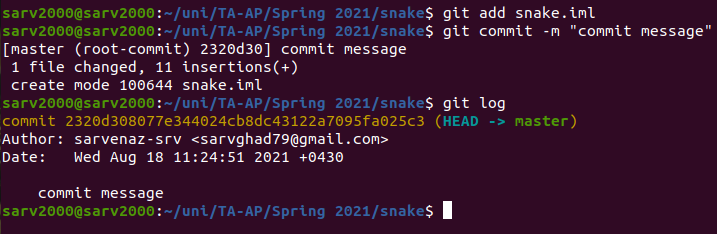 sarv2000@sarv2000:~/uni/TA-AP/Spring 2021/snake$ git add snake.iml
sarv2000@sarv2000:~/uni/TA-AP/Spring 2021/snake$ git commit -m "commit message"
[master (root-commit) 2320d30] commit message
 1 file changed, 11 insertions(+)
 create mode 100644 snake.iml
sarv2000@sarv2000:~/uni/TA-AP/Spring 2021/snake$ git log
commit 2320d308077e344024cb8dc43122a7095fa025c3 (HEAD -> master)
Author: sarvenaz-srv <sarvghad79@gmail.com>
Date:   Wed Aug 18 11:24:51 2021 +0430

    commit message
sarv2000@sarv2000:~/uni/TA-AP/Spring 2021/snake$